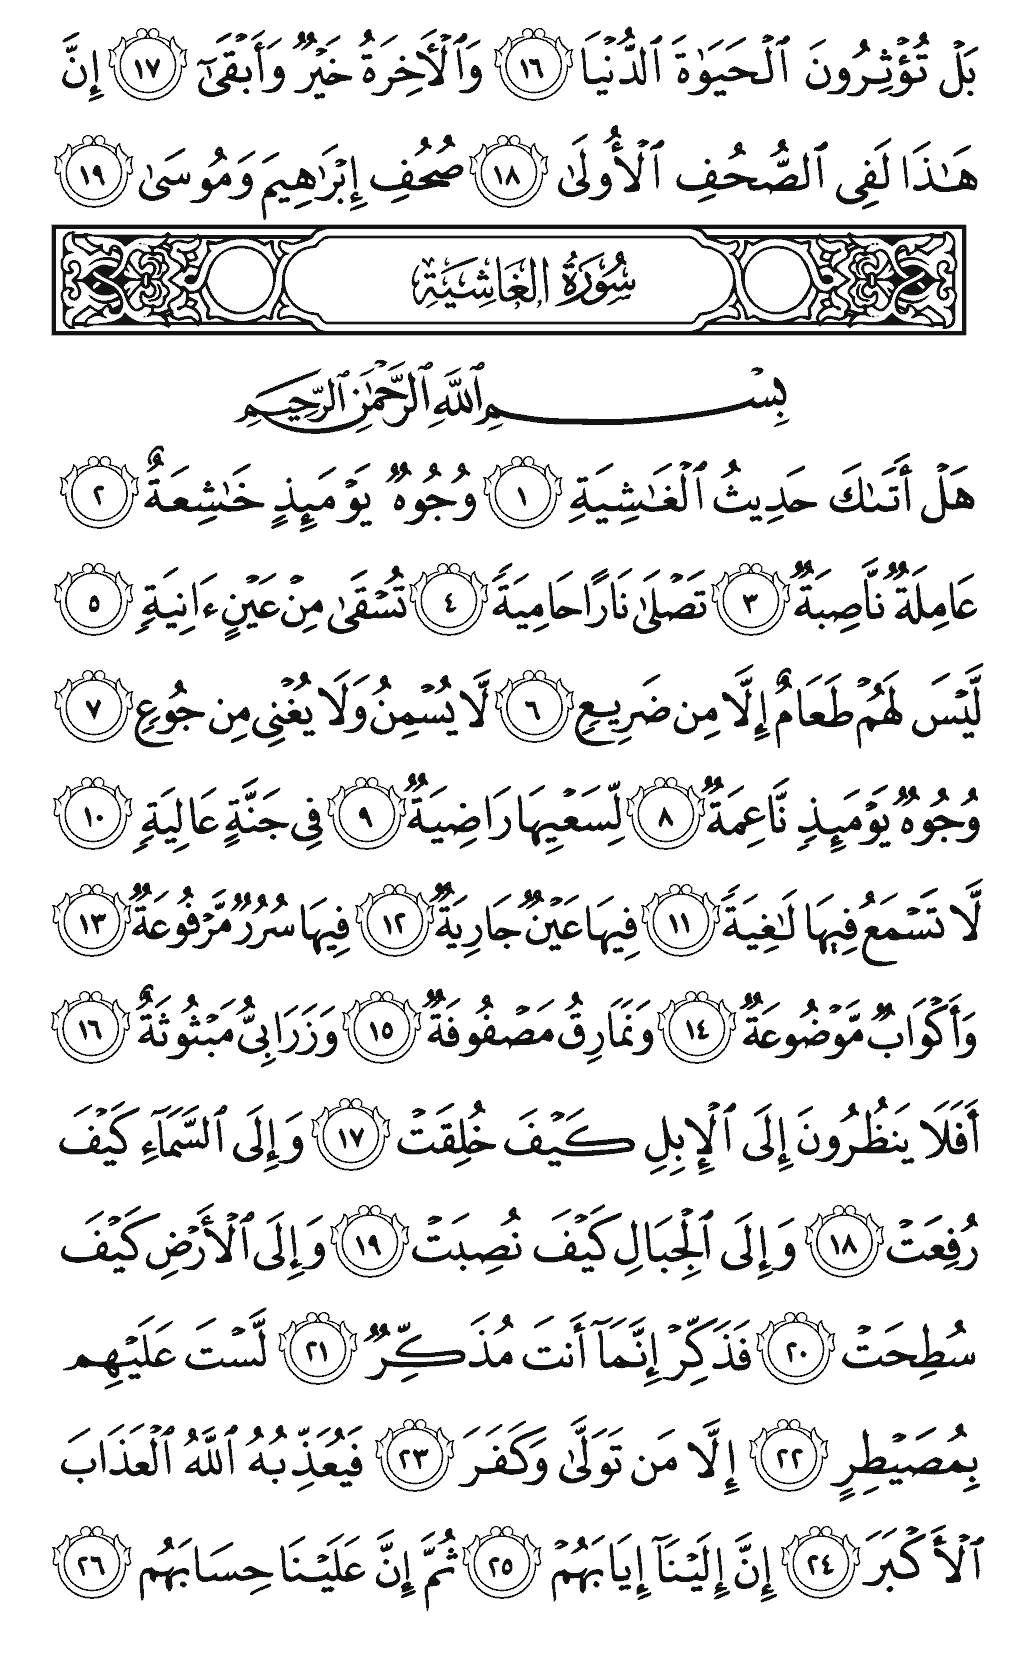 بَلْ تُؤْثِرُونَ ٱلْحَيَوٰةَ ٱلدُّنْيَا ١٦ وَٱلْأَخِرَةُ خَيْرٌ وَأَبْقَىٰٓ ١٧ إِنَّ
هَـٰذَا لَفِى ٱلصُّحُفِ ٱلْأُولَىٰ ١٨ صُحُفِ إِبْرَٰهِيمَ وَمُوسَىٰ ١٩
سُورَةُ الغَاشِيَة
بِسْمِ ٱللَّهِ ٱلرَّحْمَـٰنِ ٱلرَّحِيمِ
هَلْ أَتَىٰكَ حَدِيثُ ٱلْغَـٰشِيَةِ ١ وُجُوهٌ يَوْمَئِذٍ خَـٰشِعَةٌ ٢
عَامِلَةٌ نَّاصِبَةٌ ٣ تَصْلَىٰ نَارًا حَامِيَةً ٤ تُسْقَىٰ مِنْ عَيْنٍ ءَانِيَةٍ ٥
لَّيْسَ لَهُمْ طَعَامٌ إِلَّا مِن ضَرِيعٍ ٦ لَّا يُسْمِنُ وَلَا يُغْنِى مِن جُوعٍ ٧
وُجُوهٌ يَوْمَئِذٍ نَّاعِمَةٌ ٨ لِّسَعْيِهَا رَاضِيَةٌ ٩ فِى جَنَّةٍ عَالِيَةٍ ١٠
لَّا تَسْمَعُ فِيهَا لَـٰغِيَةً ١١ فِيهَا عَيْنٌ جَارِيَةٌ ١٢ فِيهَا سُرُرٌ مَّرْفُوعَةٌ ١٣
وَأَكْوَابٌ مَّوْضُوعَةٌ ١٤ وَنَمَارِقُ مَصْفُوفَةٌ ١٥ وَزَرَابِىُّ مَبْثُوثَةٌ ١٦
أَفَلَا يَنظُرُونَ إِلَى ٱلْإِبِلِ كَيْفَ خُلِقَتْ ١٧ وَإِلَى ٱلسَّمَآءِ كَيْفَ
رُفِعَتْ ١٨ وَإِلَى ٱلْجِبَالِ كَيْفَ نُصِبَتْ ١٩ وَإِلَى ٱلْأَرْضِ كَيْفَ
سُطِحَتْ ٢٠ فَذَكِّرْ إِنَّمَآ أَنتَ مُذَكِّرٌ ٢١ لَّسْتَ عَلَيْهِم
بِمُصَيْطِرٍ ٢٢ إِلَّا مَن تَوَلَّىٰ وَكَفَرَ ٢٣ فَيُعَذِّبُهُ ٱللَّهُ ٱلْعَذَابَ
ٱلْأَكْبَرَ ٢٤ إِنَّ إِلَيْنَآ إِيَابَهُمْ ٢٥ ثُمَّ إِنَّ عَلَيْنَا حِسَابَهُم ٢٦